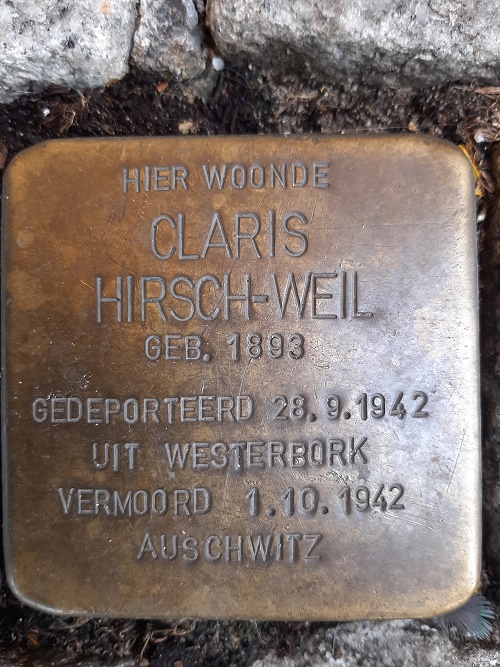 HIER WOONDE
CLARIS
HIRSCH-WEIL
GEB. 1893
GEDEPORTEERD 28.9.1942
UIT WESTERBORK
VERMOORD 1.10.1942
AUSCHWITZ